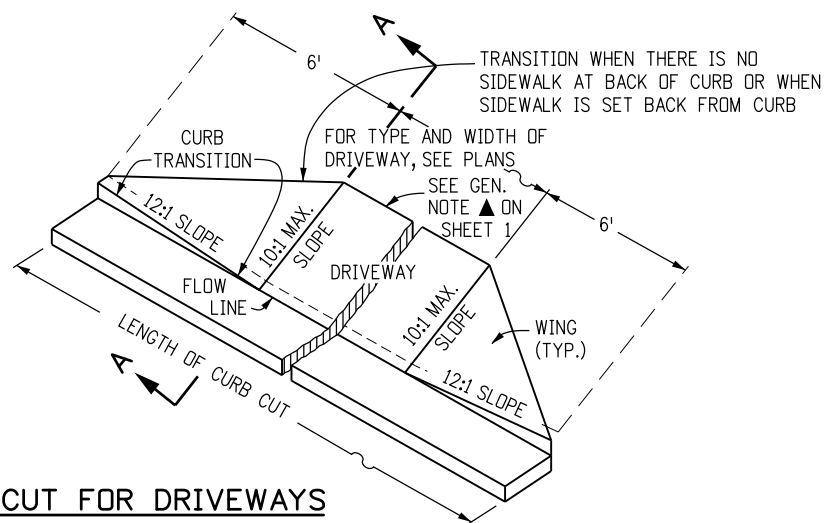 A
6'
TRANSITION WHEN THERE IS NO
SIDEWALK AT BACK OF CURB OR WHEN
SIDEWALK IS SET BACK FROM CURB
CURB
TRANSITION
FOR TYPE AND WIDTH OF
DRIVEWAY, SEE PLANS
SEE GEN.
NOTE ▲ ON
SHEET 1
6'
12:1 SLOPE
10:1 MAX.
SLOPE
DRIVEWAY
FLOW
LINE
10:1 MAX.
SLOPE
WING
(TYP.)
12:1 SLOPE
LENGTH OF CURB CUT
A
CUT FOR DRIVEWAYS